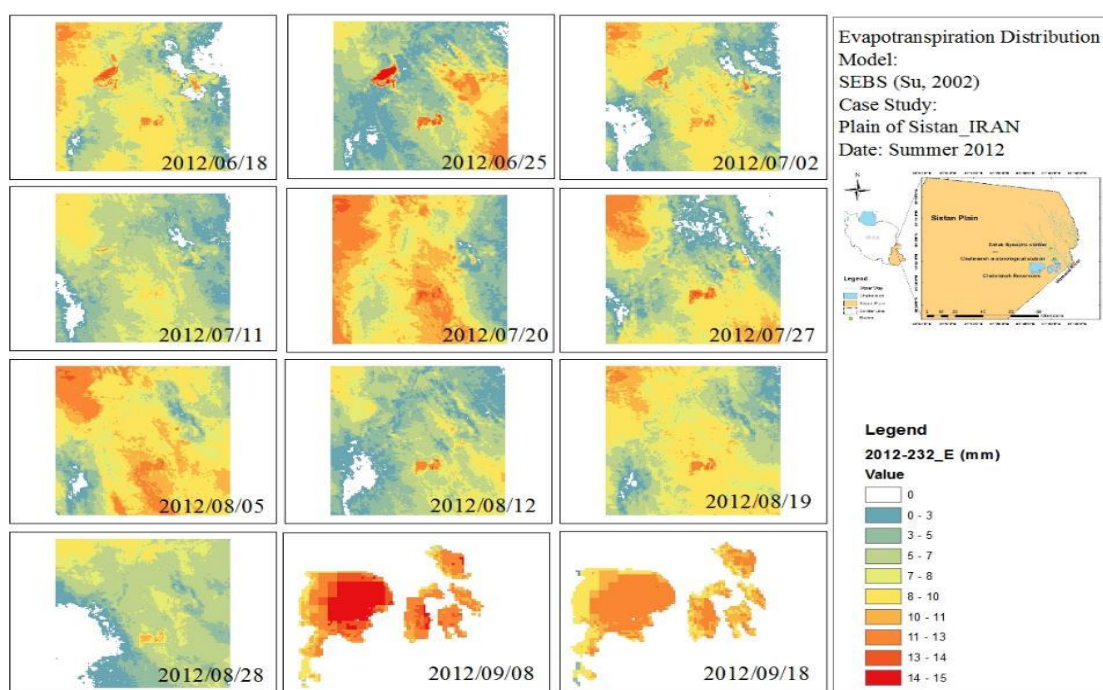 2012/06/18
2012/06/25
2012/07/02
2012/07/11
2012/07/20
2012/07/27
2012/08/05
2012/08/12
2012/08/19
2012/08/28
2012/09/08
2012/09/18
Evapotranspiration Distribution
Model:
SEBS (Su, 2002)
Case Study:
Plain of Sistan_IRAN
Date: Summer 2012
N
Sistan Plain
Legend
Legend
2012-232_E (mm)
Value
0
0 - 3
3 - 5
5 - 7
7 - 8
8 - 10
10 - 11
11 - 13
13 - 14
14 - 15